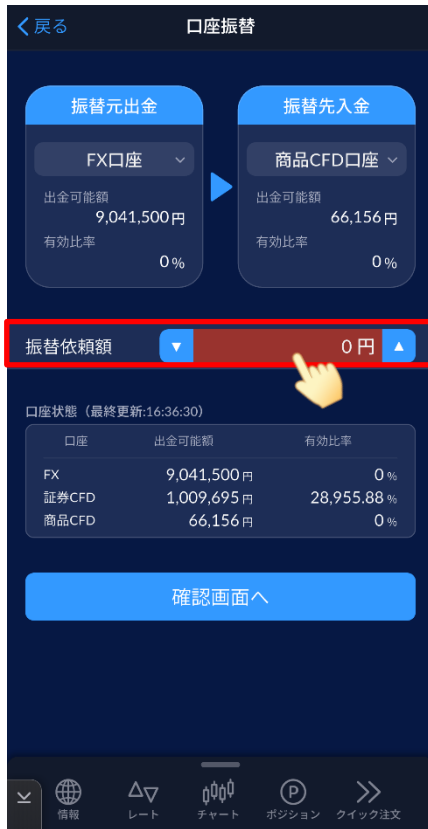 戻る
口座振替
振替元出金
振替先入金
FX口座
商品CFD口座
出金可能額
9,041,500円
有効比率
0%
出金可能額
66,156円
有効比率
0%
振替依頼額
▼
0円
▲
口座状態（最終更新:16:36:30）
口座 出金可能額 有効比率
FX 9,041,500円 0%
証券CFD 1,009,695円 28,955.88%
商品CFD 66,156円 0%
確認画面へ
情報
レート
チャート
P
ポジション
クイック注文